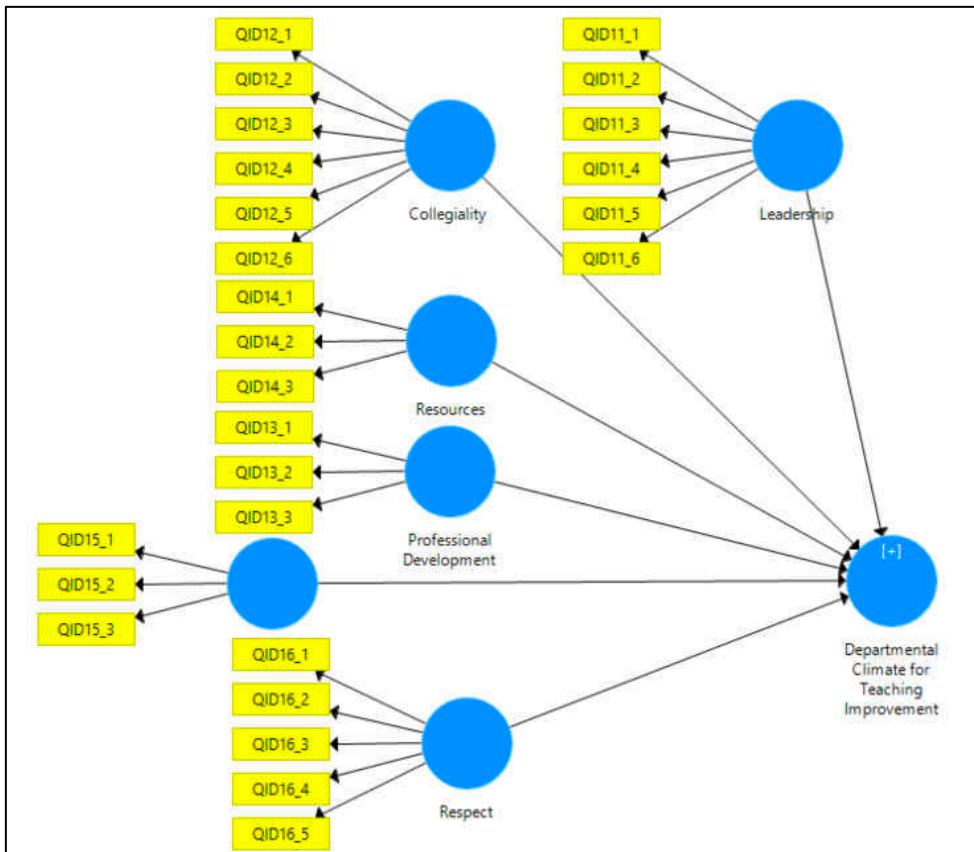 QID12_1
QID12_2
QID12_3
QID12_4
QID12_5
QID12_6
Collegiality
QID11_1
QID11_2
QID11_3
QID11_4
QID11_5
QID11_6
Leadership
QID14_1
QID14_2
QID14_3
Resources
QID13_1
QID13_2
QID13_3
Professional
Development
QID15_1
QID15_2
QID15_3
[+]
Departmental
Climate for
Teaching
Improvement
QID16_1
QID16_2
QID16_3
QID16_4
QID16_5
Respect